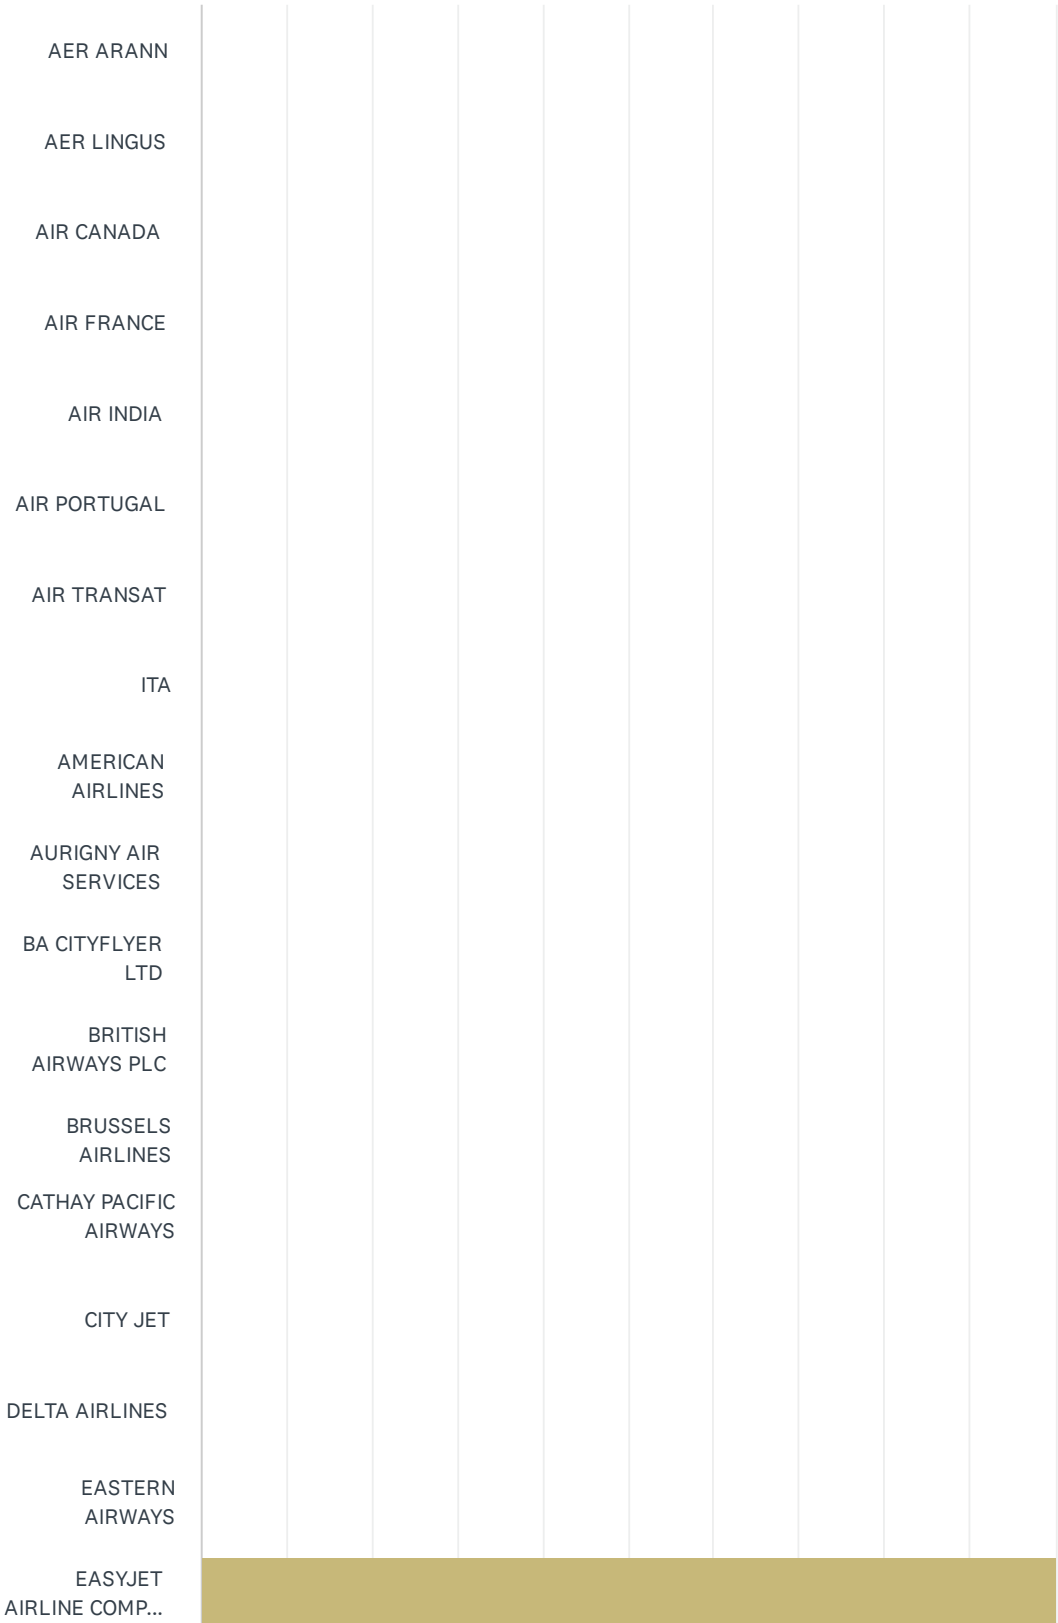 AER ARANN
AER LINGUS
AIR CANADA
AIR FRANCE
AIR INDIA
AIR PORTUGAL
AIR TRANSAT
ITA
AMERICAN
AIRLINES
AURIGNY AIR
SERVICES
BA CITYFLYER
LTD
BRITISH
AIRWAYS PLC
BRUSSELS
AIRLINES
CATHAY PACIFIC
AIRWAYS
CITY JET
DELTA AIRLINES
EASTERN
AIRWAYS
EASYJET
AIRLINE COMP...